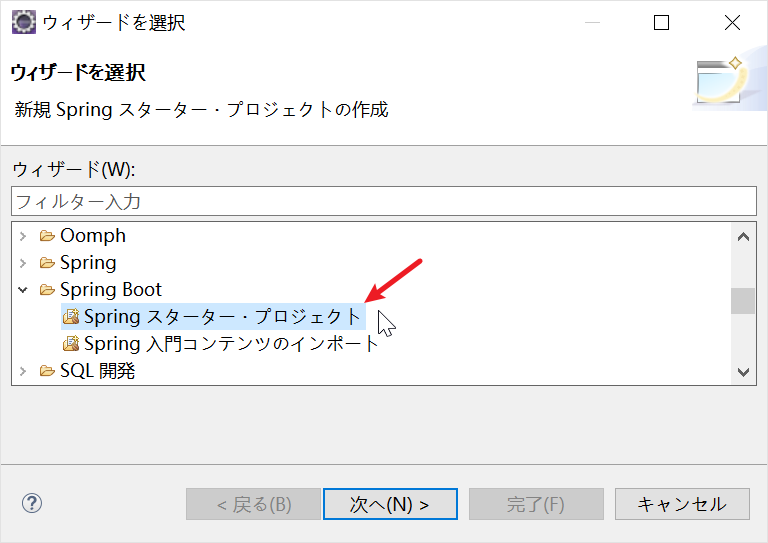 ウィザードを選択
ウィザードを選択
新規 Spring スターター・プロジェクトの作成
ウィザード(W):
フィルター入力
Oomph
Spring
Spring Boot
Spring スターター・プロジェクト
Spring 入門コンテンツのインポート
SQL 開発
?
< 戻る(B)
次へ(N) >
完了(F)
キャンセル